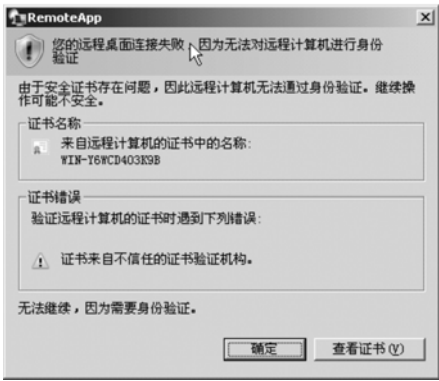 RemoteApp
您的远程桌面连接失败，因为无法对远程计算机进行身份
验证
由于安全证书存在问题，因此远程计算机无法通过身份验证。继续操
作可能不安全。
证书名称
来自远程计算机的证书中的名称:
WIN-Y6WCD403K9B
证书错误
验证远程计算机的证书时遇到下列错误:
证书来自不信任的证书验证机构。
无法继续，因为需要身份验证。
确定
查看证书(V)